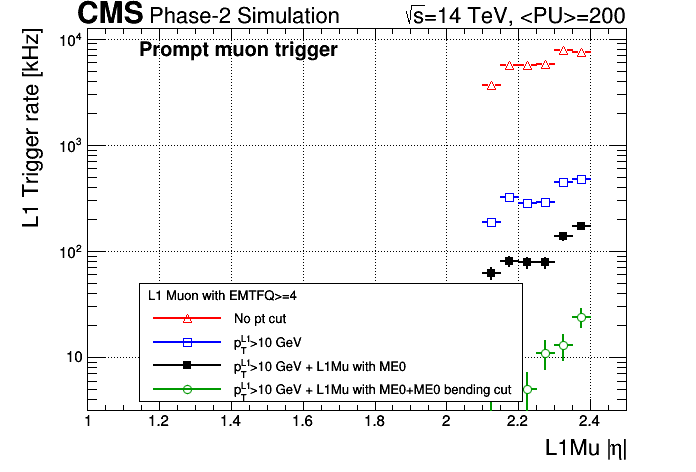 CMS Phase-2 Simulation
√s=14 TeV, <PU>=200
Prompt muon trigger
L1 Trigger rate [kHz]
10⁴
10³
10²
10
L1 Muon with EMTFQ>=4
No pt cut
p_T^L1>10 GeV
p_T^L1>10 GeV + L1Mu with ME0
p_T^L1>10 GeV + L1Mu with ME0+ME0 bending cut
1 1.2 1.4 1.6 1.8 2 2.2 2.4
L1Mu |η|